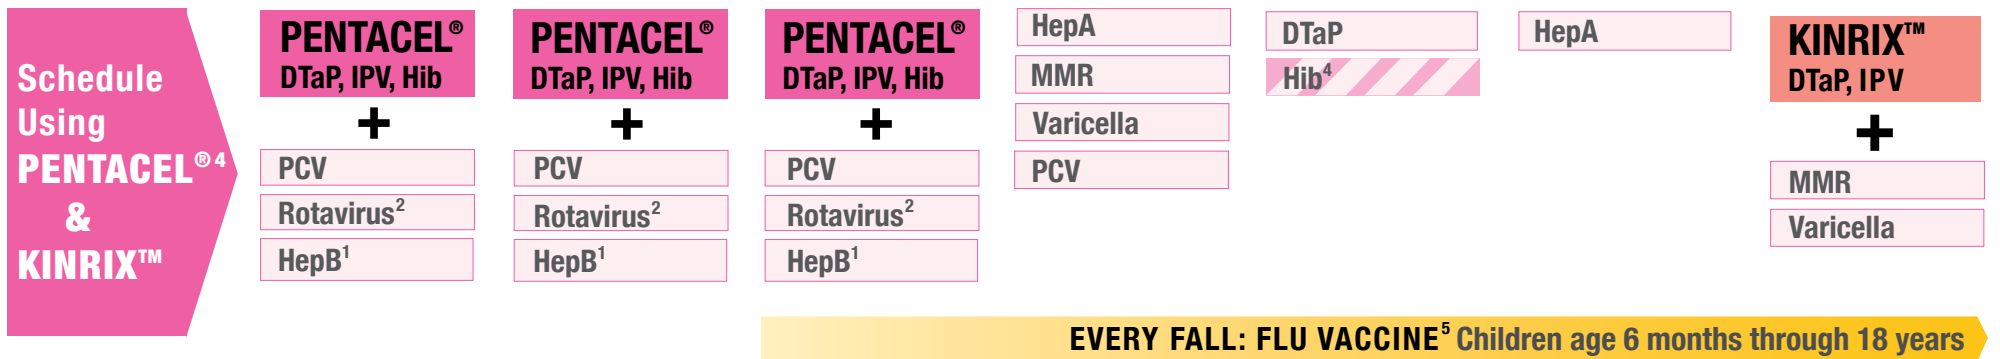 Schedule
Using
PENTACEL®4
&
KINRIX™
PENTACEL®
DTaP, IPV, Hib
+
PCV
Rotavirus2
HepB1
PENTACEL®
DTaP, IPV, Hib
+
PCV
Rotavirus2
HepB1
PENTACEL®
DTaP, IPV, Hib
+
PCV
Rotavirus2
HepB1
HepA
MMR
Varicella
PCV
DTaP
Hib4
HepA
KINRIX™
DTaP, IPV
+
MMR
Varicella
EVERY FALL: FLU VACCINE5 Children age 6 months through 18 years